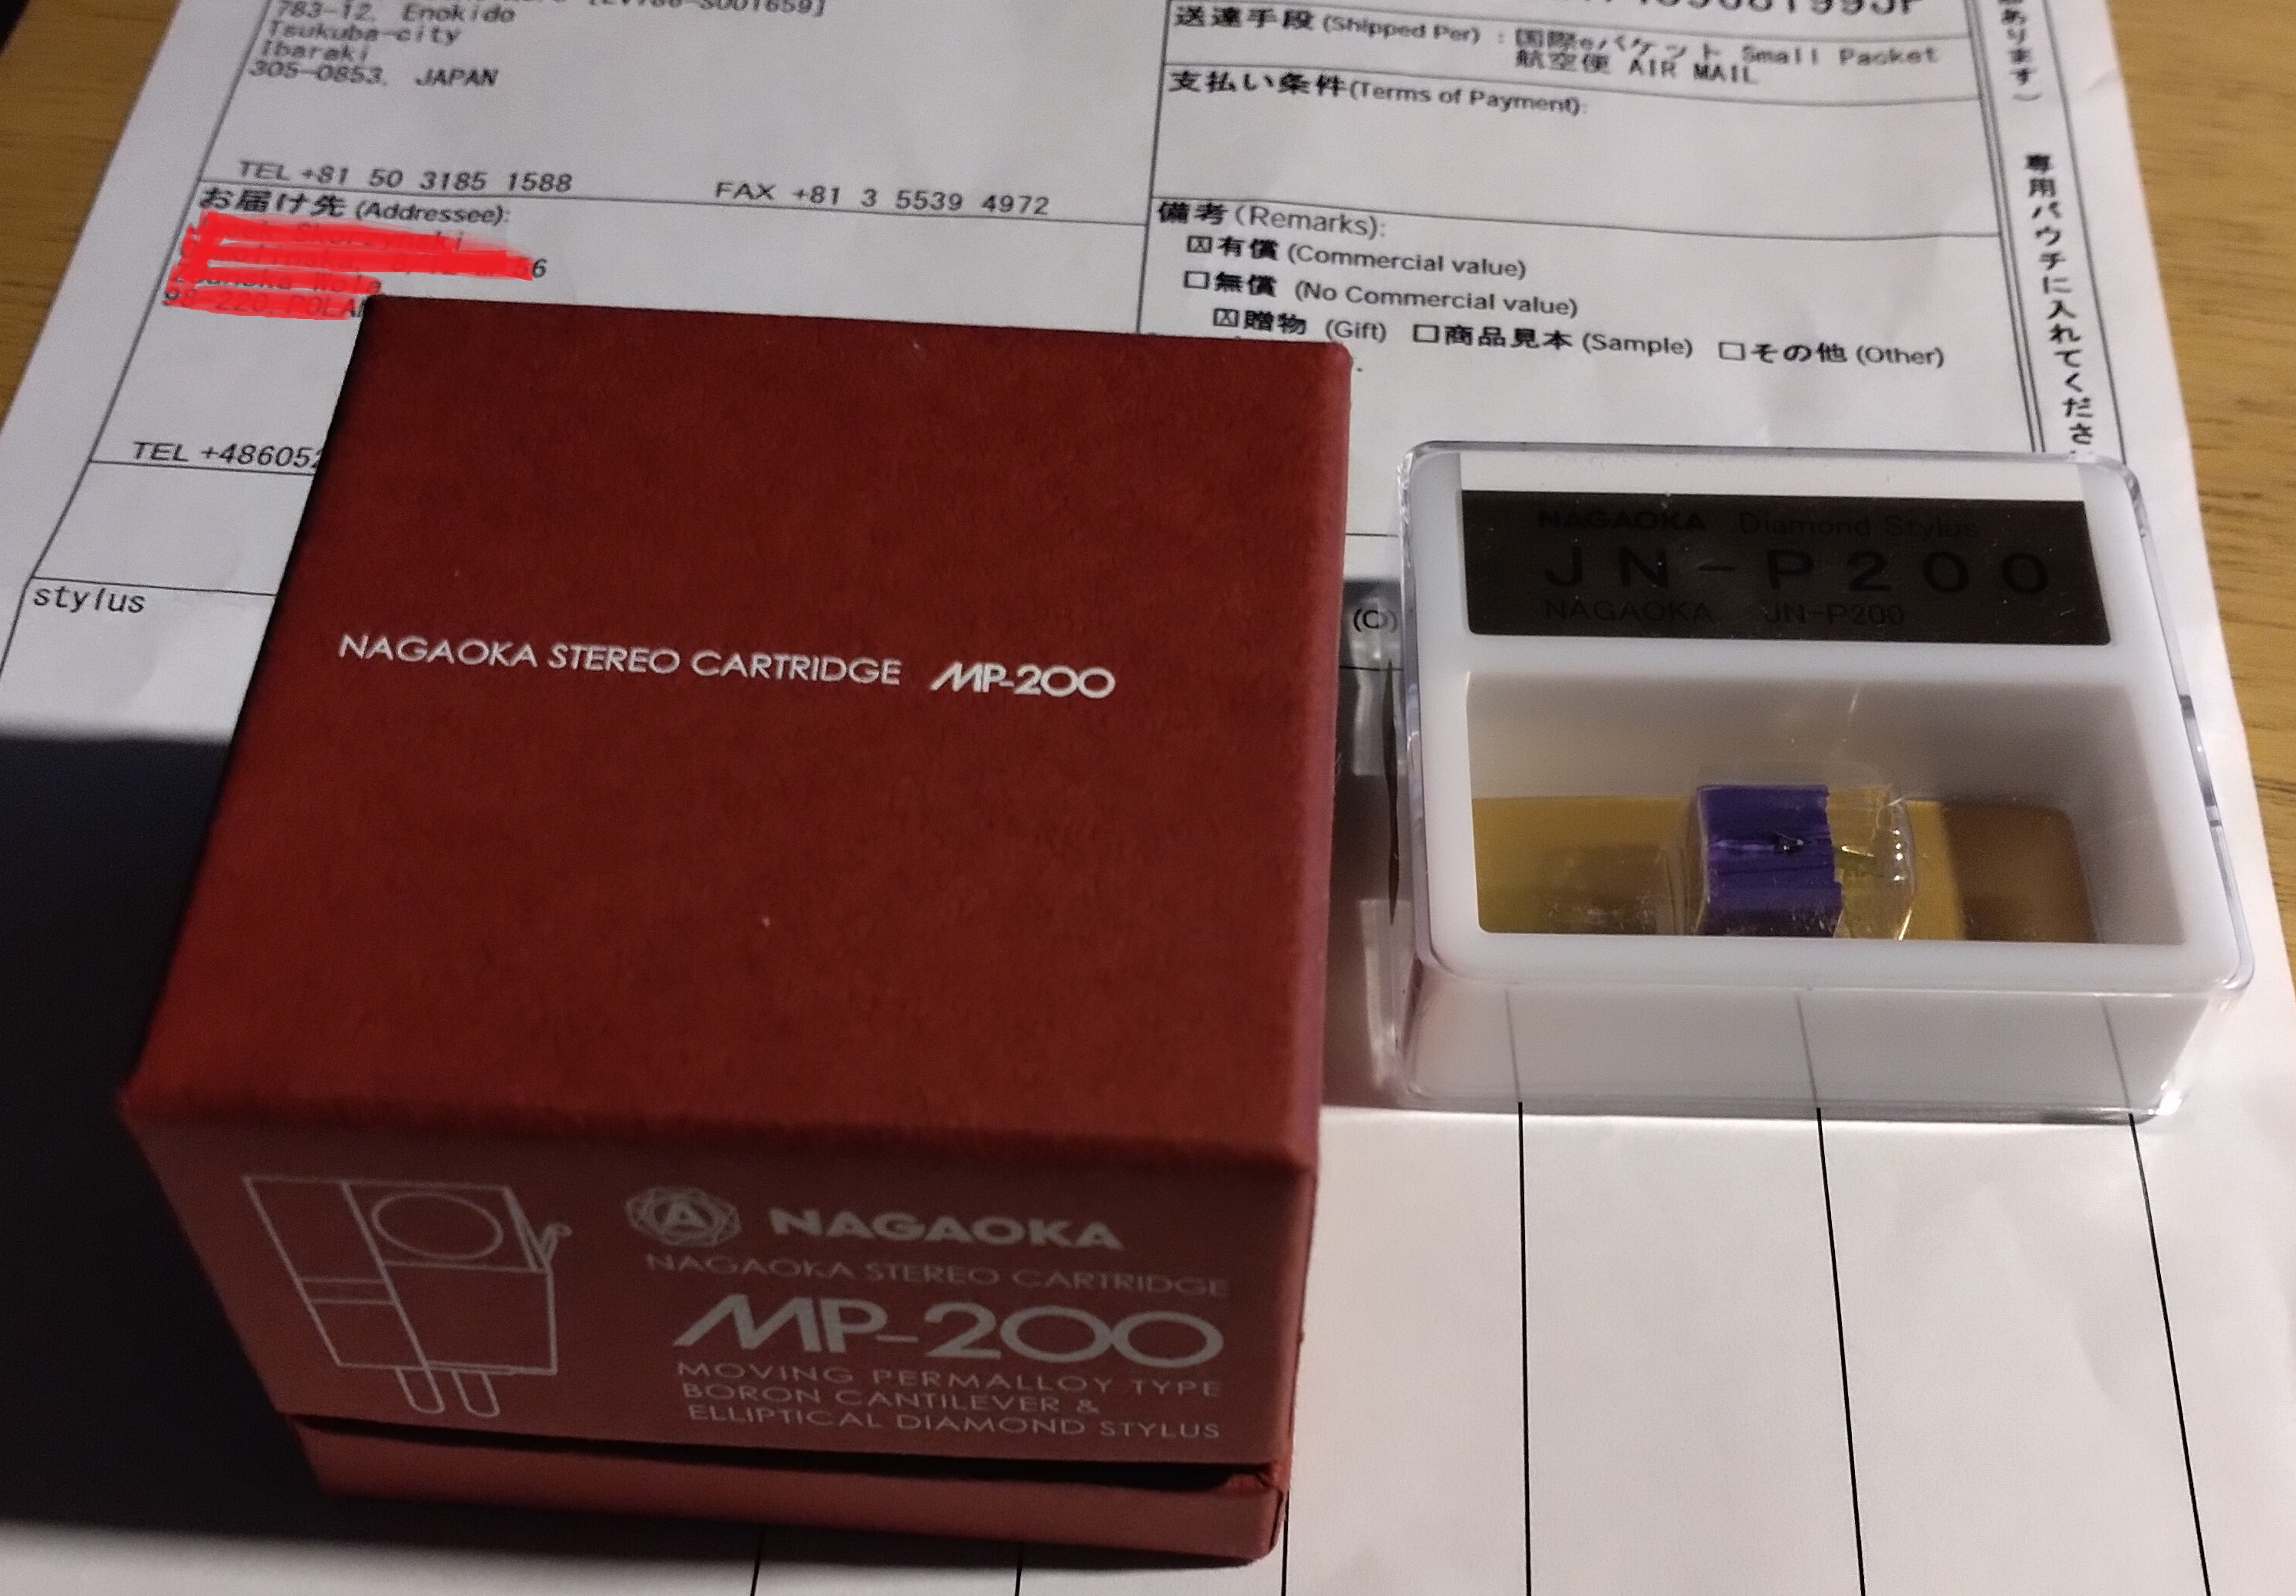 783-12, Enokido
Tsukuba-city
Ibaraki
305-0853, JAPAN
TEL +81 50 3185 1588 FAX +81 3 5539 4972
お届け先 (Addressee):
stylus
送達手段 (Shipped Per) : 国際eパケット Small Packet
航空便 AIR MAIL
支払い条件 (Terms of Payment):
備考 (Remarks):
☒有償 (Commercial value)
☐無償 (No Commercial value)
☒贈物 (Gift) ☐商品見本 (Sample) ☐その他 (Other)
あります)
専用パウチに入れてくださ
(C)
NAGAOKA STEREO CARTRIDGE MP-200
A NAGAOKA
NAGAOKA STEREO CARTRIDGE
MP-200
MOVING PERMALLOY TYPE
BORON CANTILEVER &
ELLIPTICAL DIAMOND STYLUS
NAGAOKA Diamond Stylus
JN-P200
NAGAOKA JN-P200